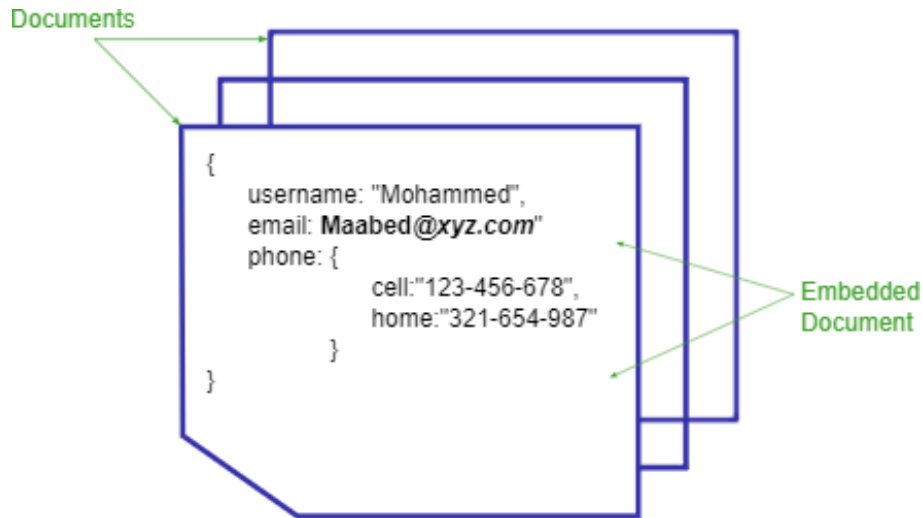 Documents
{
username: "Mohammed",
email: Maabed@xyz.com"
phone: {
cell:"123-456-678",
home:"321-654-987"
}
}
Embedded
Document